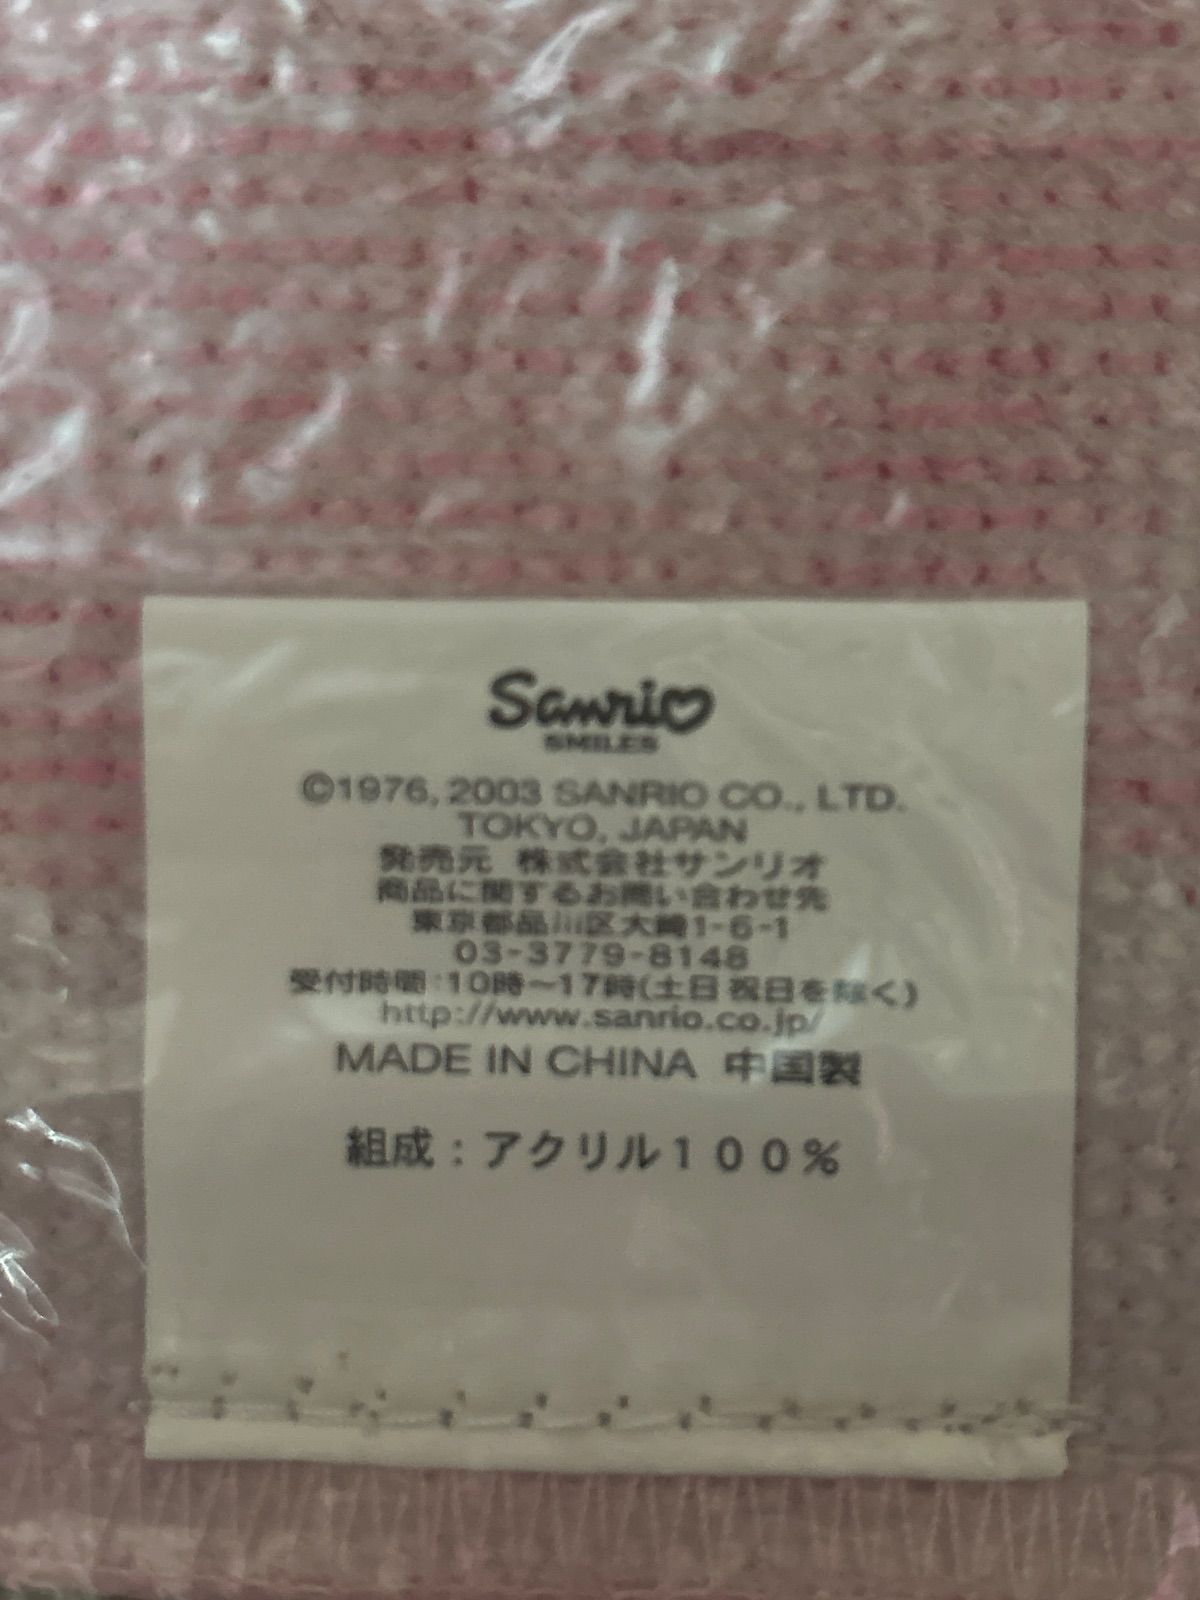 Sanrio
SMILES
©1976, 2003 SANRIO CO., LTD.
TOKYO, JAPAN
発売元 株式会社サンリオ
商品に関するお問い合わせ先
東京都品川区大崎1-6-1
03-3779-8148
受付時間:10時〜17時(土日祝日を除く)
http://www.sanrio.co.jp/
MADE IN CHINA 中国製
組成:アクリル100%